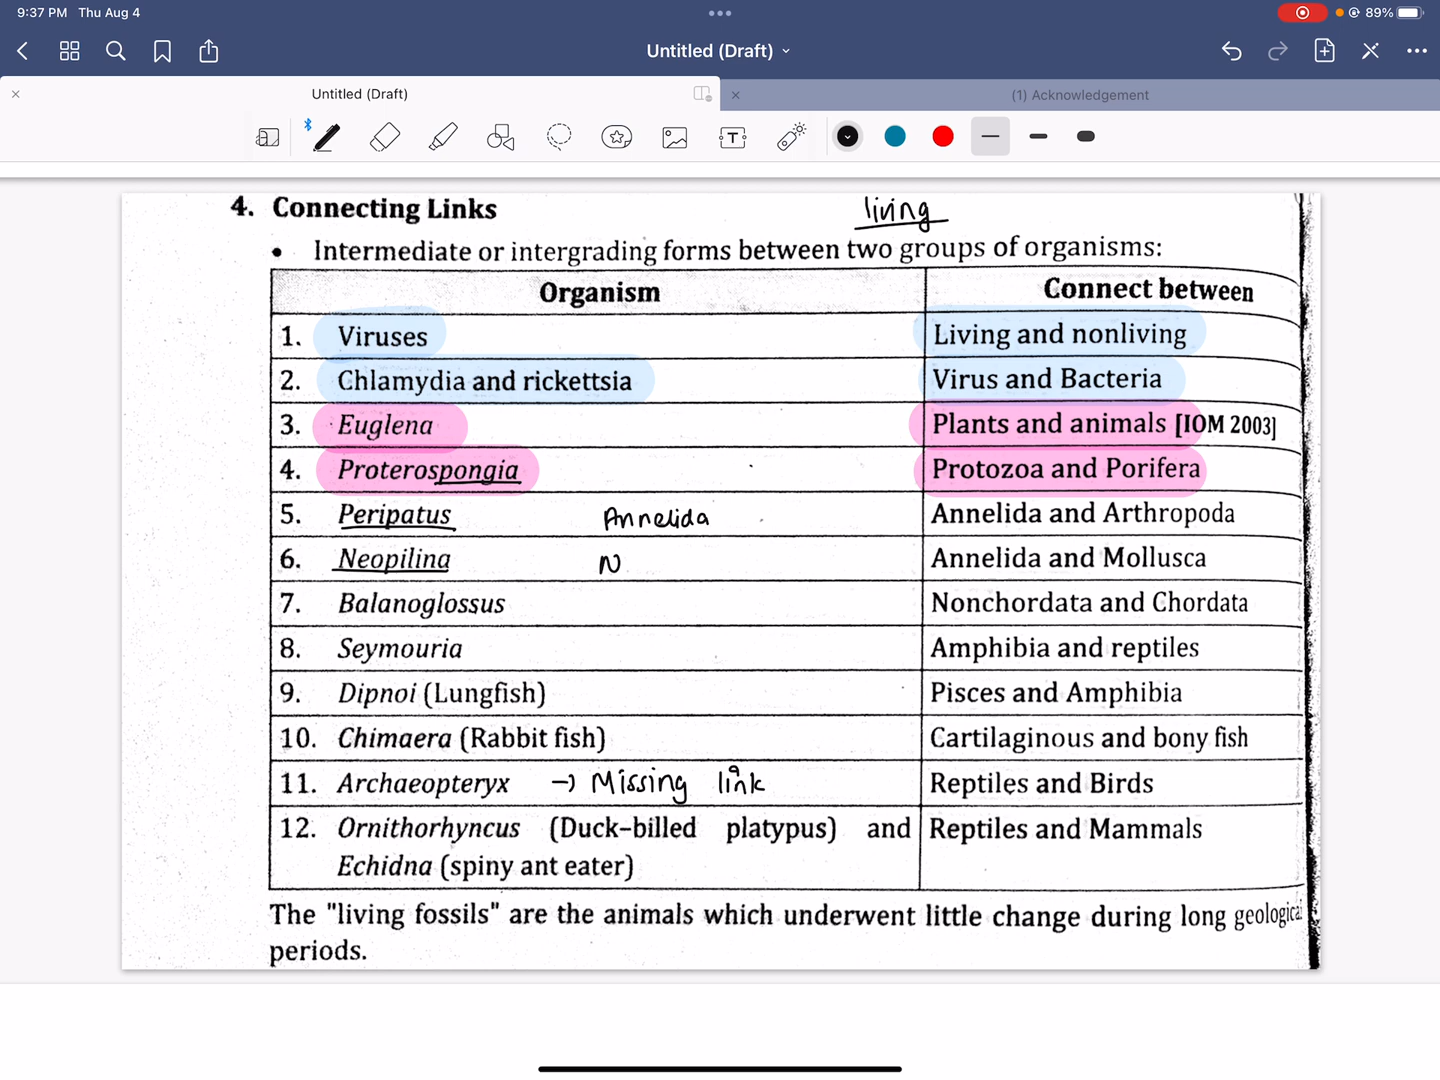 9:37 PM Thu Aug 4
89%
Untitled (Draft)
Untitled (Draft)
(1) Acknowledgement
T
4. Connecting Links
living
• Intermediate or intergrading forms between two groups of organisms:
Organism Connect between
1. Viruses Living and nonliving
2. Chlamydia and rickettsia Virus and Bacteria
3. Euglena Plants and animals [IOM 2003]
4. Proterospongia Protozoa and Porifera
5. Peripatus Annelida Annelida and Arthropoda
6. Neopilina N Annelida and Mollusca
7. Balanoglossus Nonchordata and Chordata
8. Seymouria Amphibia and reptiles
9. Dipnoi (Lungfish) Pisces and Amphibia
10. Chimaera (Rabbit fish) Cartilaginous and bony fish
11. Archaeopteryx → Missing link Reptiles and Birds
12. Ornithorhyncus (Duck-billed platypus) and Reptiles and Mammals
Echidna (spiny ant eater)
The "living fossils" are the animals which underwent little change during long geological
periods.